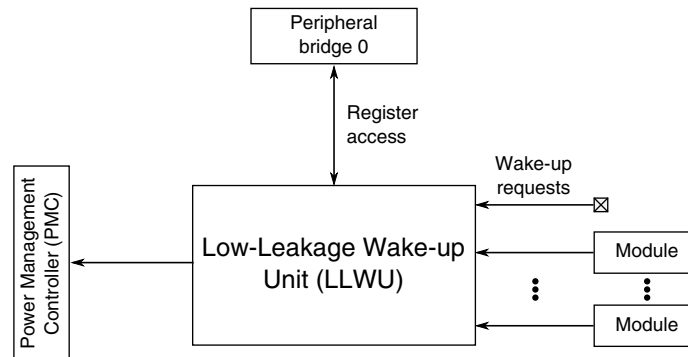 Peripheral
bridge 0
Register
access
Wake-up
requests
Power Management
Controller (PMC)
Low-Leakage Wake-up
Unit (LLWU)
Module
Module